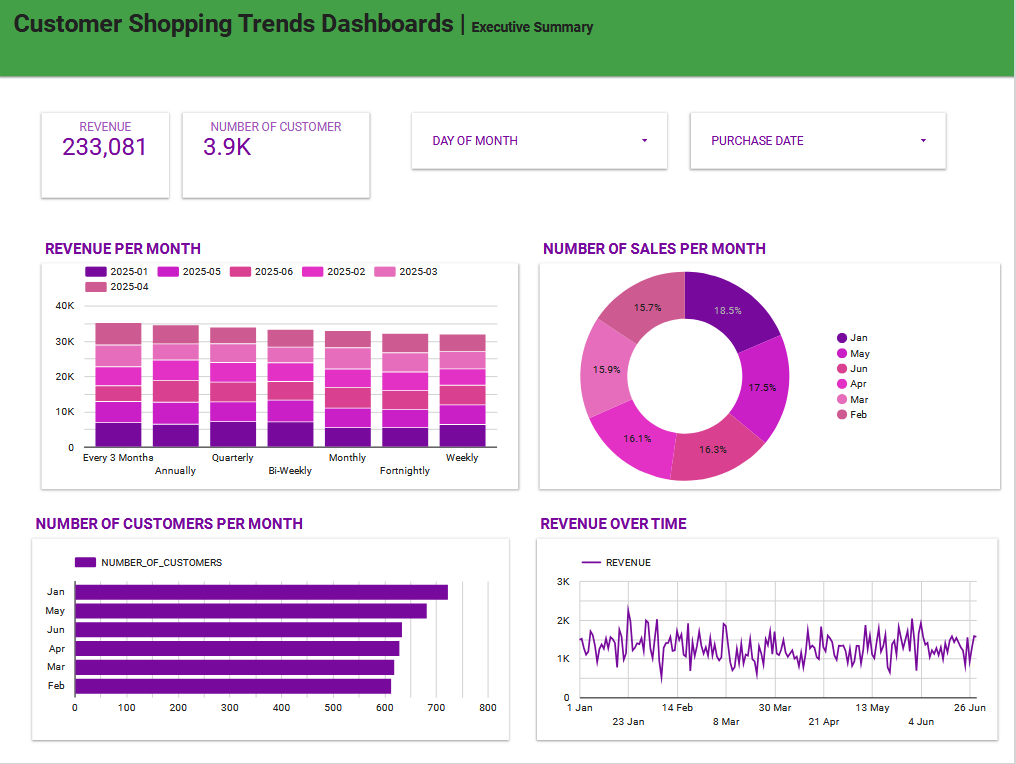 Customer Shopping Trends Dashboards | Executive Summary
REVENUE
233,081
NUMBER OF CUSTOMER
3.9K
DAY OF MONTH
PURCHASE DATE
REVENUE PER MONTH
2025-01 2025-05 2025-06 2025-02 2025-03
2025-04
40K
30K
20K
10K
0
Every 3 Months Quarterly Monthly Weekly
Annually Bi-Weekly Fortnightly
NUMBER OF SALES PER MONTH
18.5%
17.5%
16.3%
16.1%
15.9%
15.7%
Jan
May
Jun
Apr
Mar
Feb
NUMBER OF CUSTOMERS PER MONTH
NUMBER_OF_CUSTOMERS
Jan
May
Jun
Apr
Mar
Feb
0 100 200 300 400 500 600 700 800
REVENUE OVER TIME
REVENUE
3K
2K
1K
0
1 Jan 14 Feb 30 Mar 13 May 26 Jun
23 Jan 8 Mar 21 Apr 4 Jun